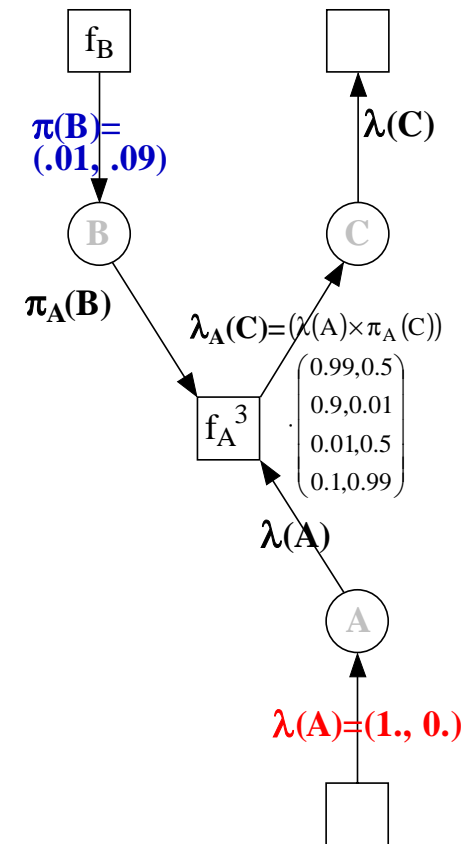 f_B
π(B)=
(.01, .09)
λ(C)
B
C
π_A(B)
λ_A(C)=(λ(A)×π_A(C))
(0.99,0.5
0.9,0.01
f_A^3
· 0.01,0.5
0.1,0.99)
λ(A)
A
λ(A)=(1., 0.)